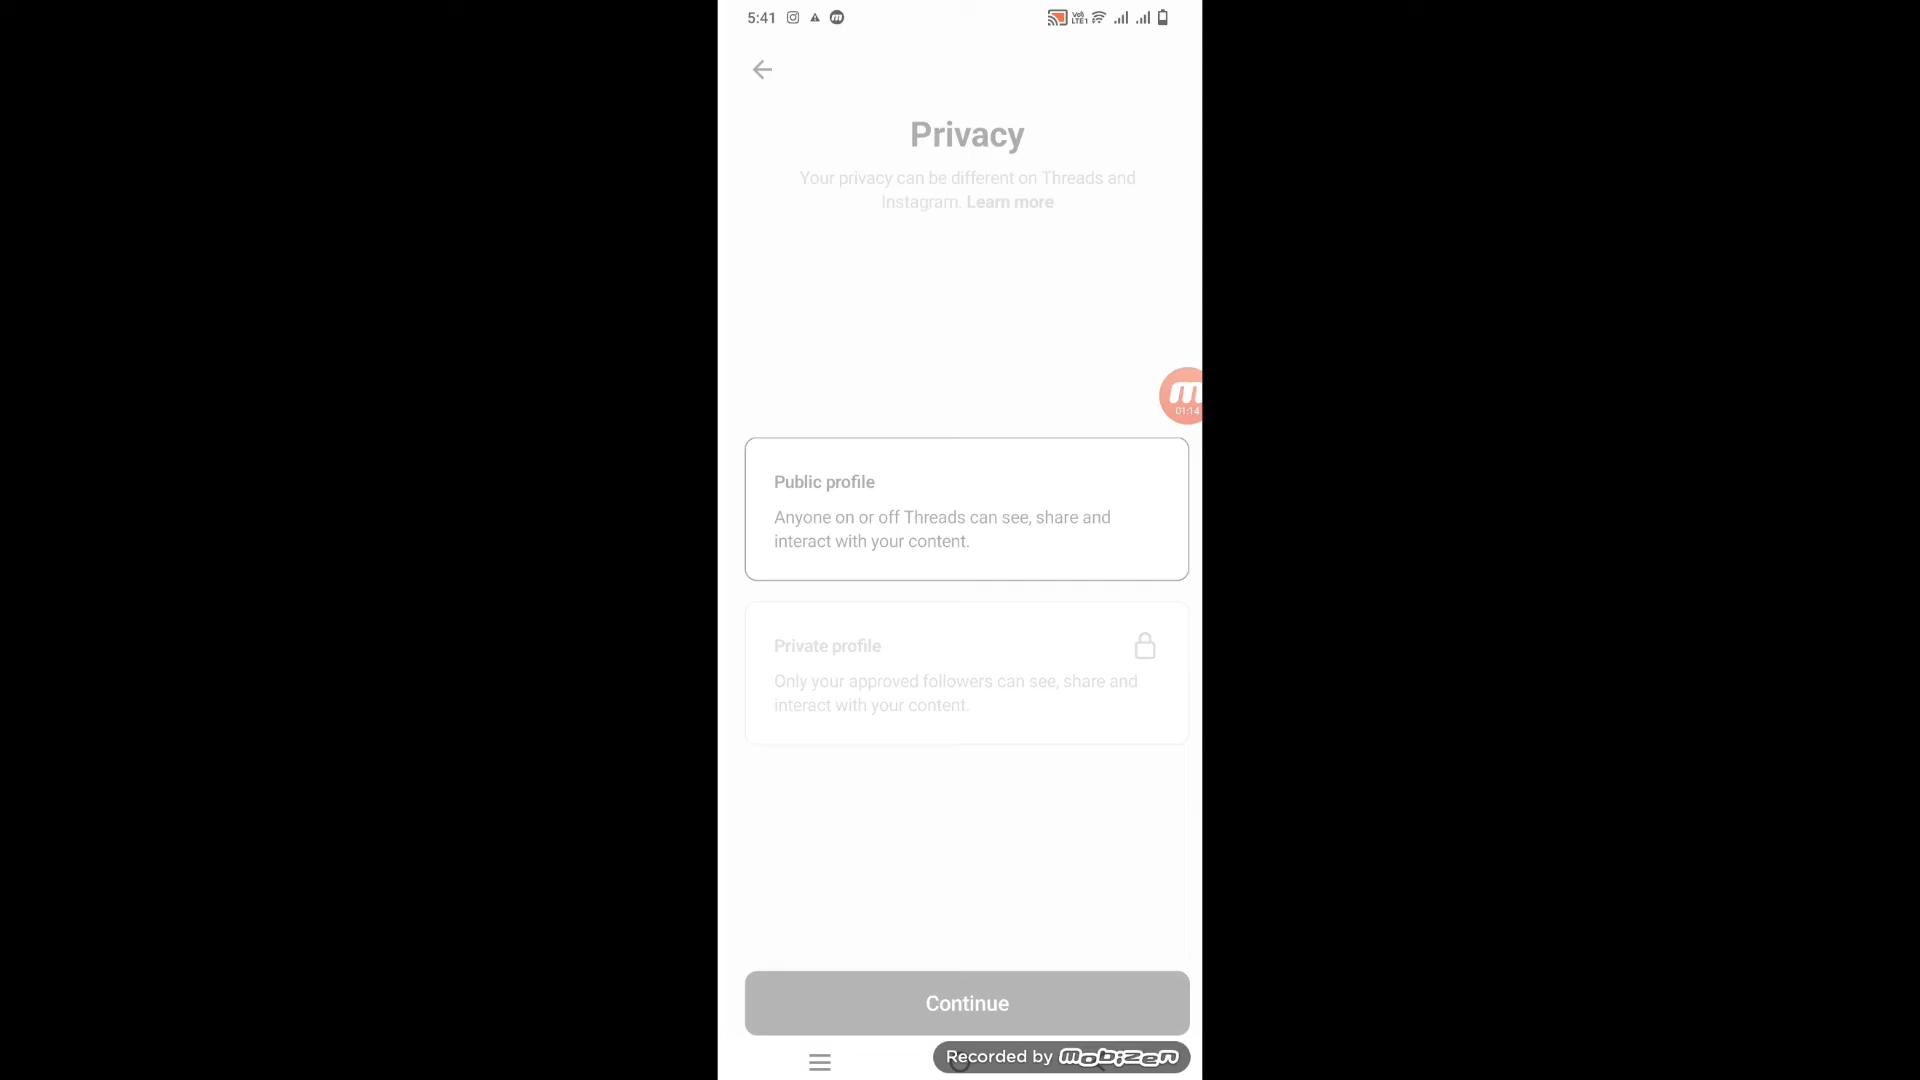 5:41
VoLTE1
Privacy
Your privacy can be different on Threads and
Instagram. Learn more
m
01:14
Public profile
Anyone on or off Threads can see, share and
interact with your content.
Private profile
Only your approved followers can see, share and
interact with your content.
Continue
Recorded by mobizen